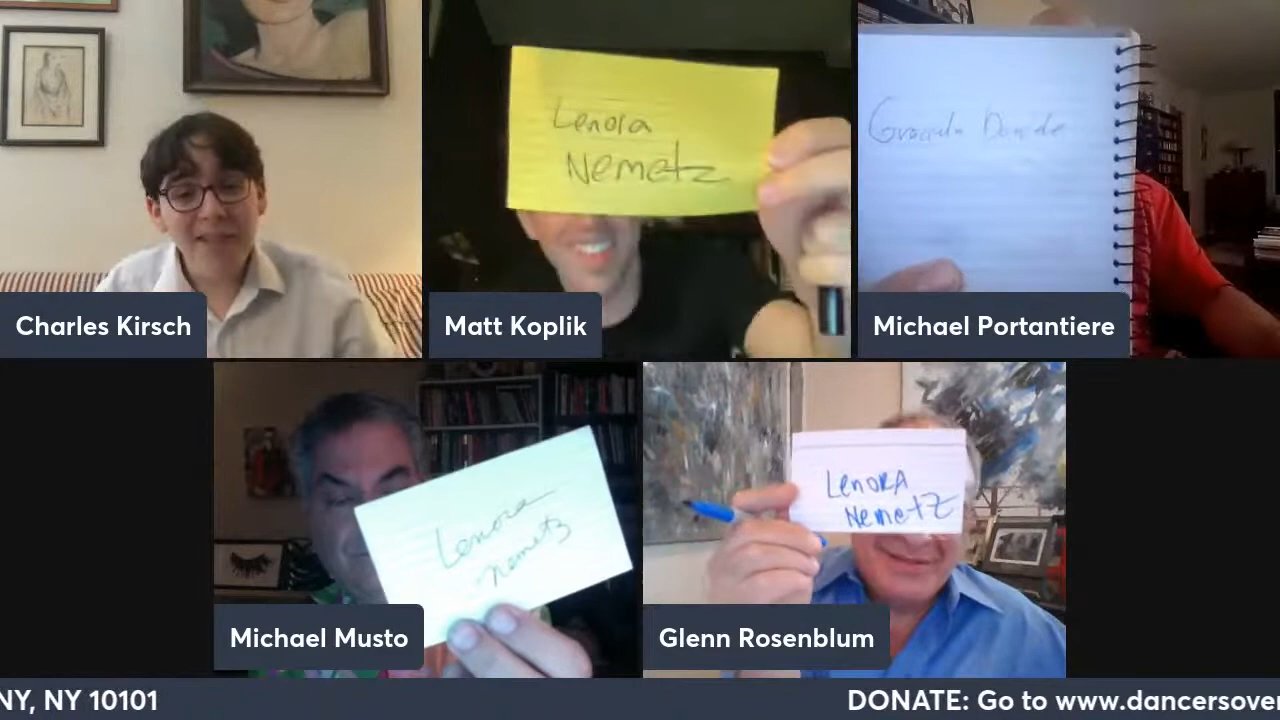 Lenora
Nemetz
Charles Kirsch
Matt Koplik
Michael Portantiere
Lenora
Nemetz
LENORA
NemetZ
Michael Musto
Glenn Rosenblum
NY, NY 10101
DONATE: Go to www.dancersover